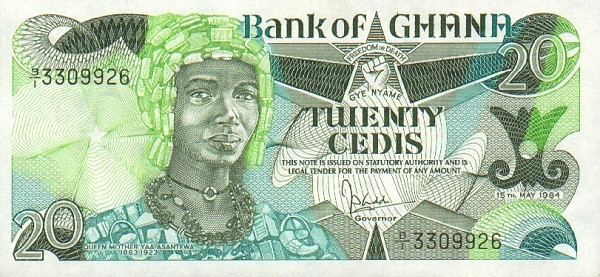 Bank of GHANA
20
20
FREEDOM OR DEATH
GYE NYAME
3309926
TWENTY
CEDIS
THIS NOTE IS ISSUED ON STATUTORY AUTHORITY AND IS
LEGAL TENDER FOR THE PAYMENT OF ANY AMOUNT
15TH. MAY 1984
Governor
3309926
20
QUEEN MOTHER YAA ASANTEWA
1863-1923